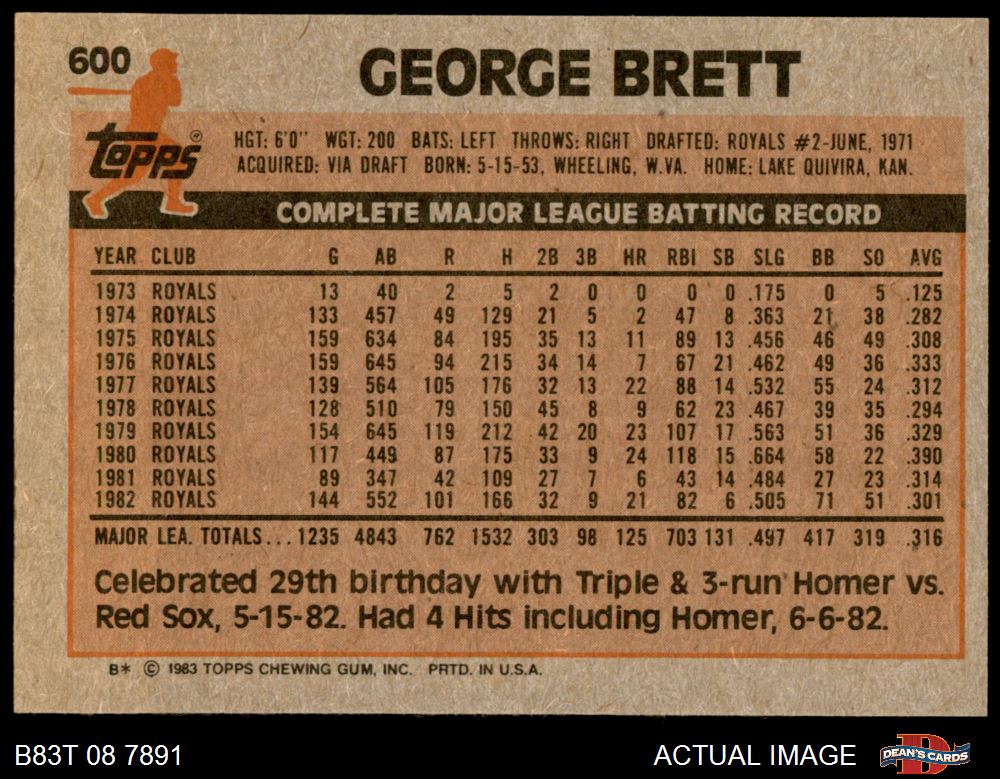 600
GEORGE BRETT
topps
HGT: 6'0" WGT: 200 BATS: LEFT THROWS: RIGHT DRAFTED: ROYALS #2-JUNE, 1971
ACQUIRED: VIA DRAFT BORN: 5-15-53, WHEELING, W.VA. HOME: LAKE QUIVIRA, KAN.
COMPLETE MAJOR LEAGUE BATTING RECORD
YEAR CLUB G AB R H 2B 3B HR RBI SB SLG BB SO AVG
1973 ROYALS 13 40 2 5 2 0 0 0 0 .175 0 5 .125
1974 ROYALS 133 457 49 129 21 5 2 47 8 .363 21 38 .282
1975 ROYALS 159 634 84 195 35 13 11 89 13 .456 46 49 .308
1976 ROYALS 159 645 94 215 34 14 7 67 21 .462 49 36 .333
1977 ROYALS 139 564 105 176 32 13 22 88 14 .532 55 24 .312
1978 ROYALS 128 510 79 150 45 8 9 62 23 .467 39 35 .294
1979 ROYALS 154 645 119 212 42 20 23 107 17 .563 51 36 .329
1980 ROYALS 117 449 87 175 33 9 24 118 15 .664 58 22 .390
1981 ROYALS 89 347 42 109 27 7 6 43 14 .484 27 23 .314
1982 ROYALS 144 552 101 166 32 9 21 82 6 .505 71 51 .301
MAJOR LEA. TOTALS... 1235 4843 762 1532 303 98 125 703 131 .497 417 319 .316
Celebrated 29th birthday with Triple & 3-run Homer vs.
Red Sox, 5-15-82. Had 4 Hits including Homer, 6-6-82.
B* © 1983 TOPPS CHEWING GUM, INC. PRTD. IN U.S.A.
B83T 08 7891
ACTUAL IMAGE
DEAN'S CARDS